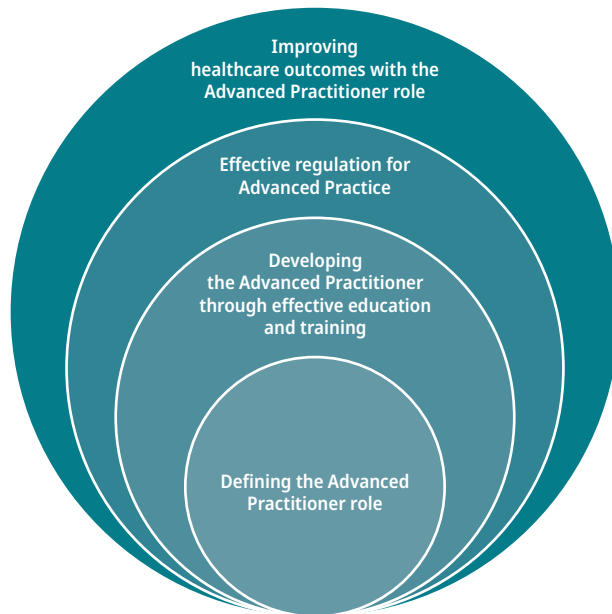 Improving
healthcare outcomes with the
Advanced Practitioner role
Effective regulation for
Advanced Practice
Developing
the Advanced Practitioner
through effective education
and training
Defining the Advanced
Practitioner role